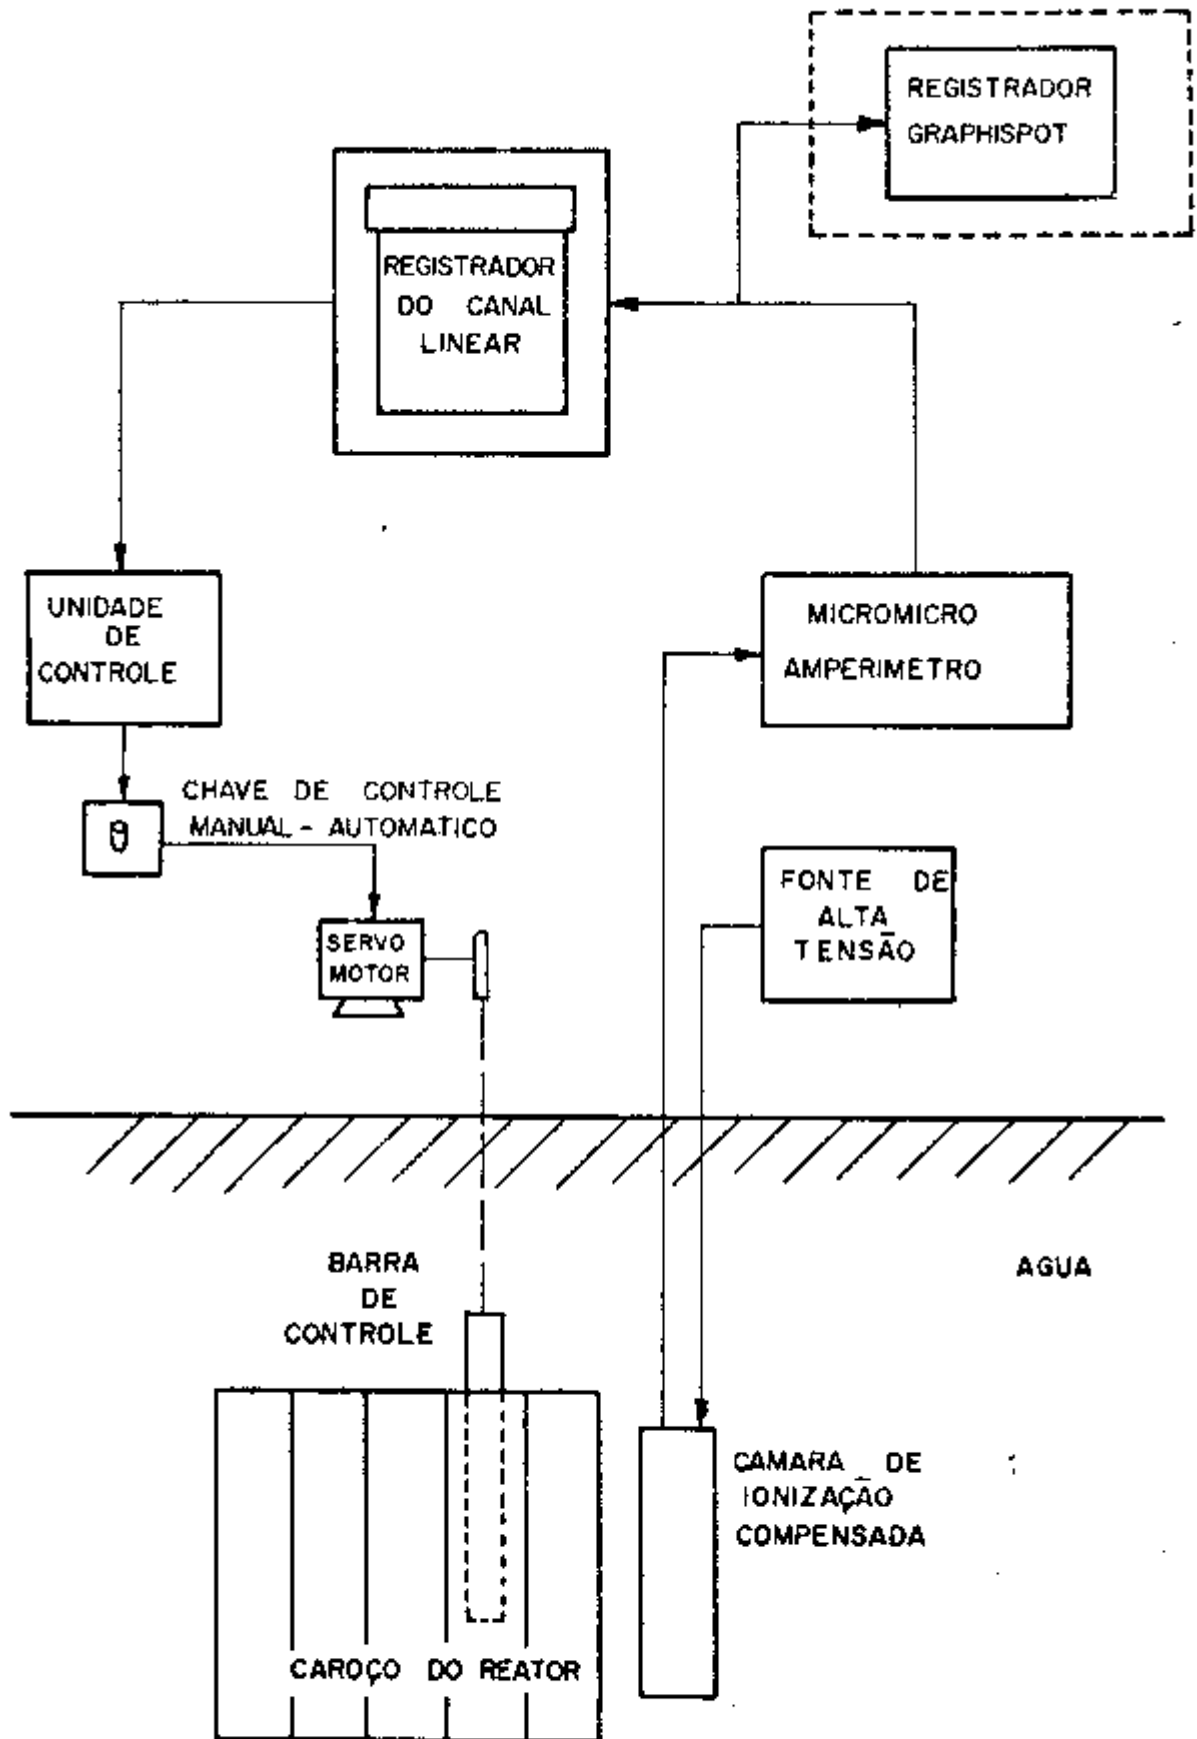 REGISTRADOR
GRAPHISPOT
REGISTRADOR
DO CANAL
LINEAR
UNIDADE
DE
CONTROLE
MICROMICRO
AMPERIMETRO
CHAVE DE CONTROLE
MANUAL - AUTOMATICO
FONTE DE
ALTA
TENSÃO
SERVO
MOTOR
BARRA
DE
CONTROLE
AGUA
CAMARA DE
IONIZAÇÃO
COMPENSADA
CAROÇO DO REATOR